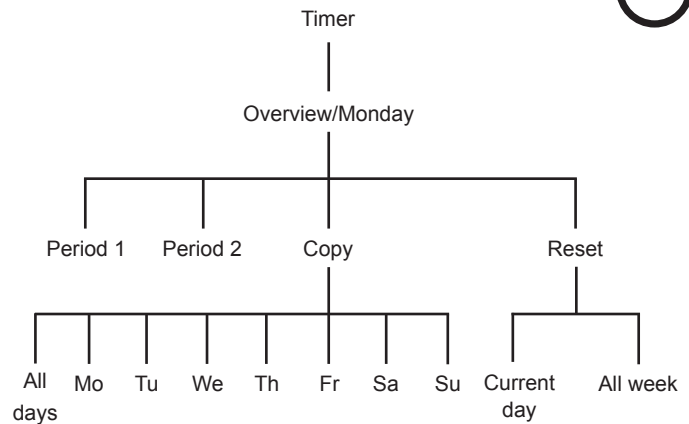 Timer
Overview/Monday
Period 1 Period 2 Copy Reset
All days Mo Tu We Th Fr Sa Su Current day All week